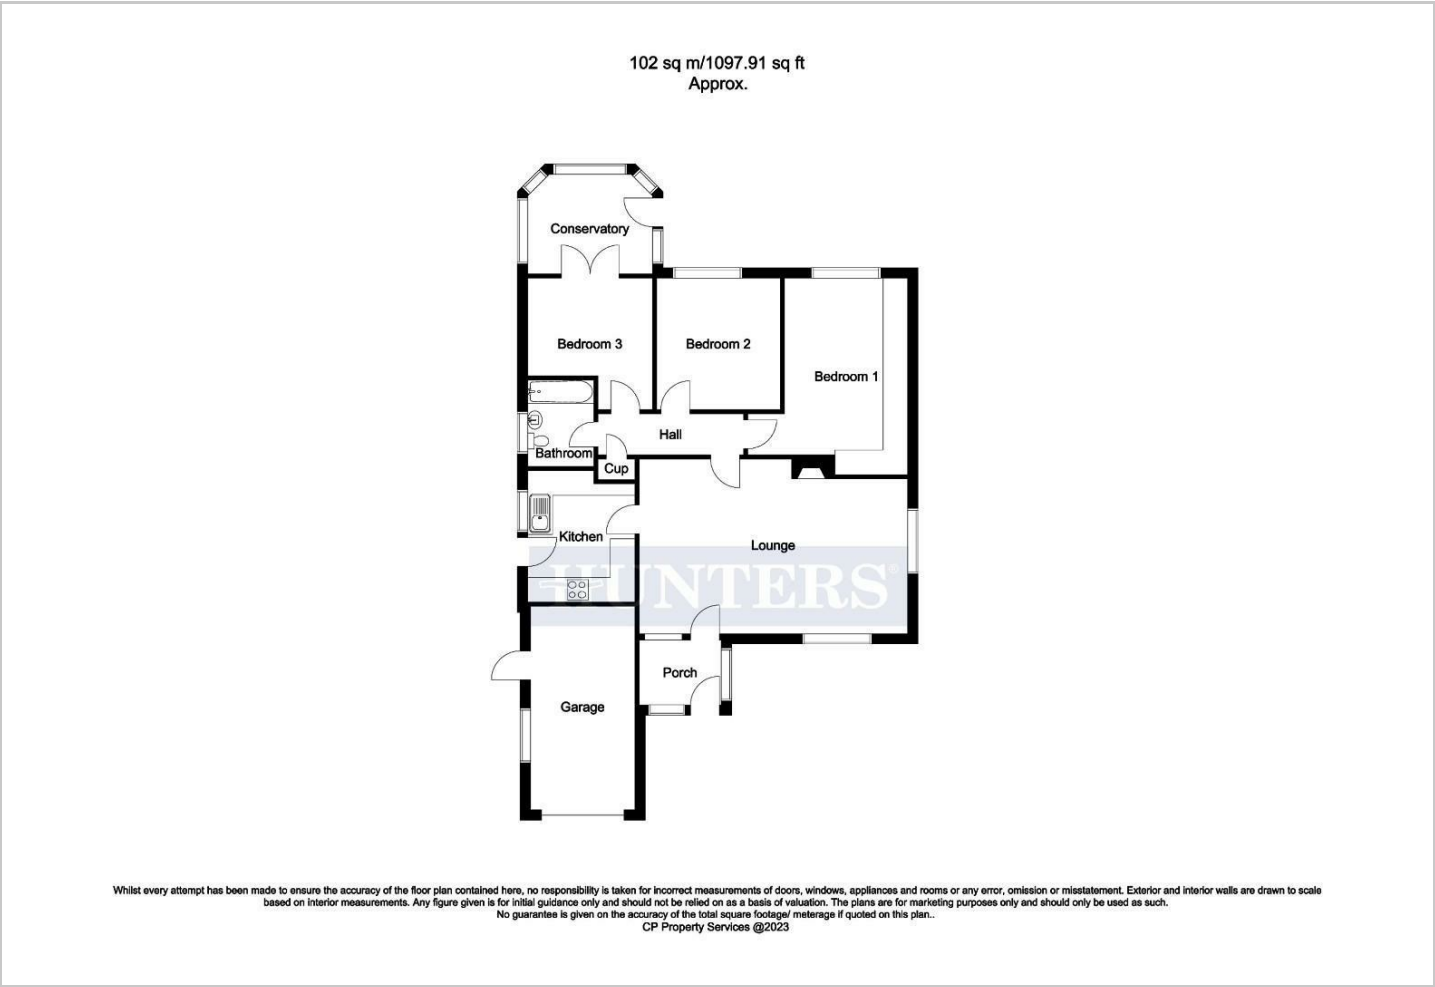 102 sq m/1097.91 sq ft
Approx.
Conservatory
Bedroom 3
Bedroom 2
Bedroom 1
Hall
Bathroom
Cup
Kitchen
Lounge
HUNTERS®
Porch
Garage
Whilst every attempt has been made to ensure the accuracy of the floor plan contained here, no responsibility is taken for incorrect measurements of doors, windows, appliances and rooms or any error, omission or misstatement. Exterior and interior walls are drawn to scale
based on interior measurements. Any figure given is for initial guidance only and should not be relied on as a basis of valuation. The plans are for marketing purposes only and should only be used as such.
No guarantee is given on the accuracy of the total square footage/ meterage if quoted on this plan..
CP Property Services @2023